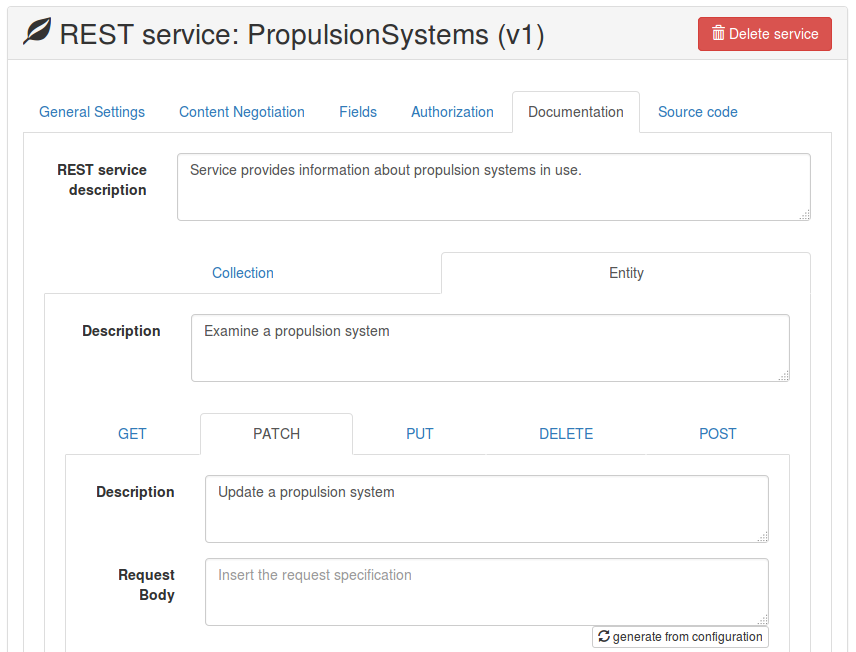 REST service: PropulsionSystems (v1)
Delete service
General Settings
Content Negotiation
Fields
Authorization
Documentation
Source code
REST service
description
Service provides information about propulsion systems in use.
Collection
Entity
Description
Examine a propulsion system
GET
PATCH
PUT
DELETE
POST
Description
Update a propulsion system
Request
Body
Insert the request specification
generate from configuration